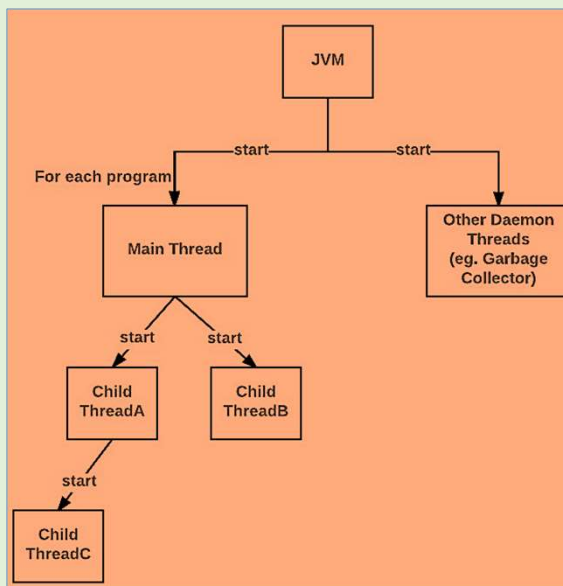 JVM
start
start
For each program
Main Thread
Other Daemon
Threads
(eg. Garbage
Collector)
start
start
Child
ThreadA
Child
ThreadB
start
Child
ThreadC